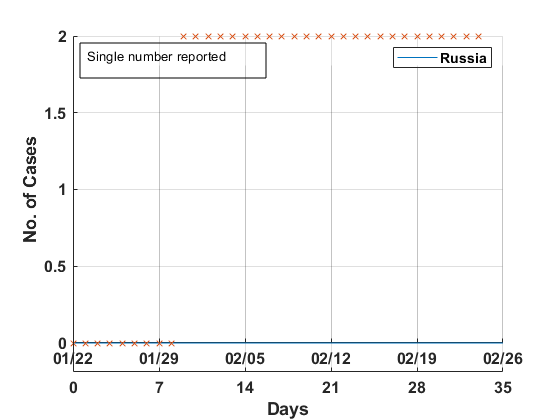 2
Single number reported
Russia
1.5
1
0.5
0
No. of Cases
01/22 01/29 02/05 02/12 02/19 02/26
0 7 14 21 28 35
Days